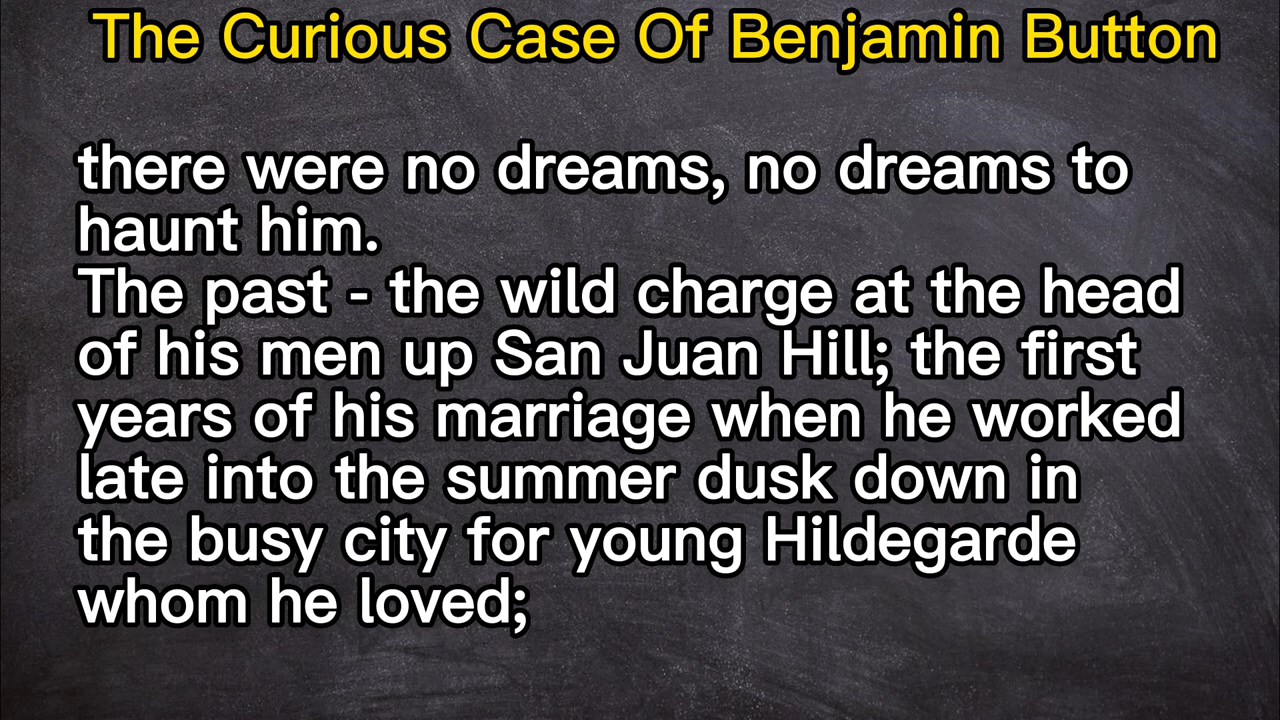 The Curious Case Of Benjamin Button
there were no dreams, no dreams to
haunt him.
The past - the wild charge at the head
of his men up San Juan Hill; the first
years of his marriage when he worked
late into the summer dusk down in
the busy city for young Hildegarde
whom he loved;